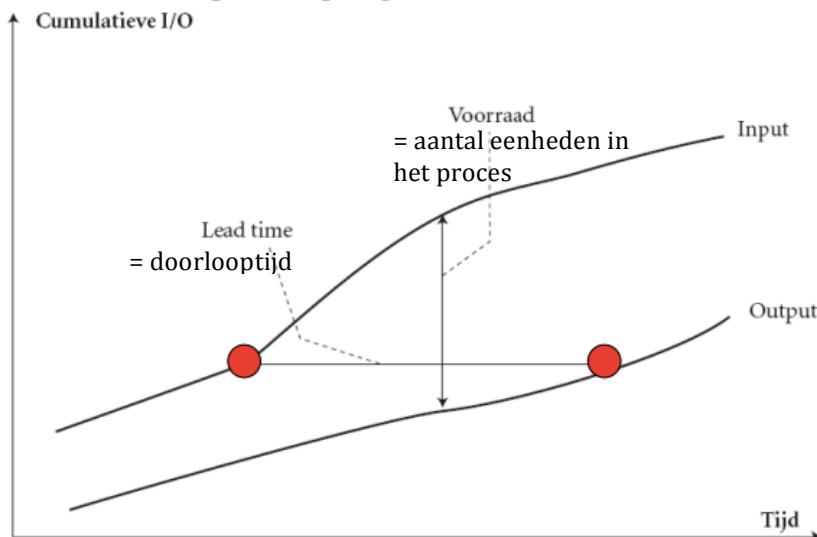 Cumulatieve I/O
Voorraad
= aantal eenheden in
het proces
Input
Lead time
= doorlooptijd
Output
Tijd